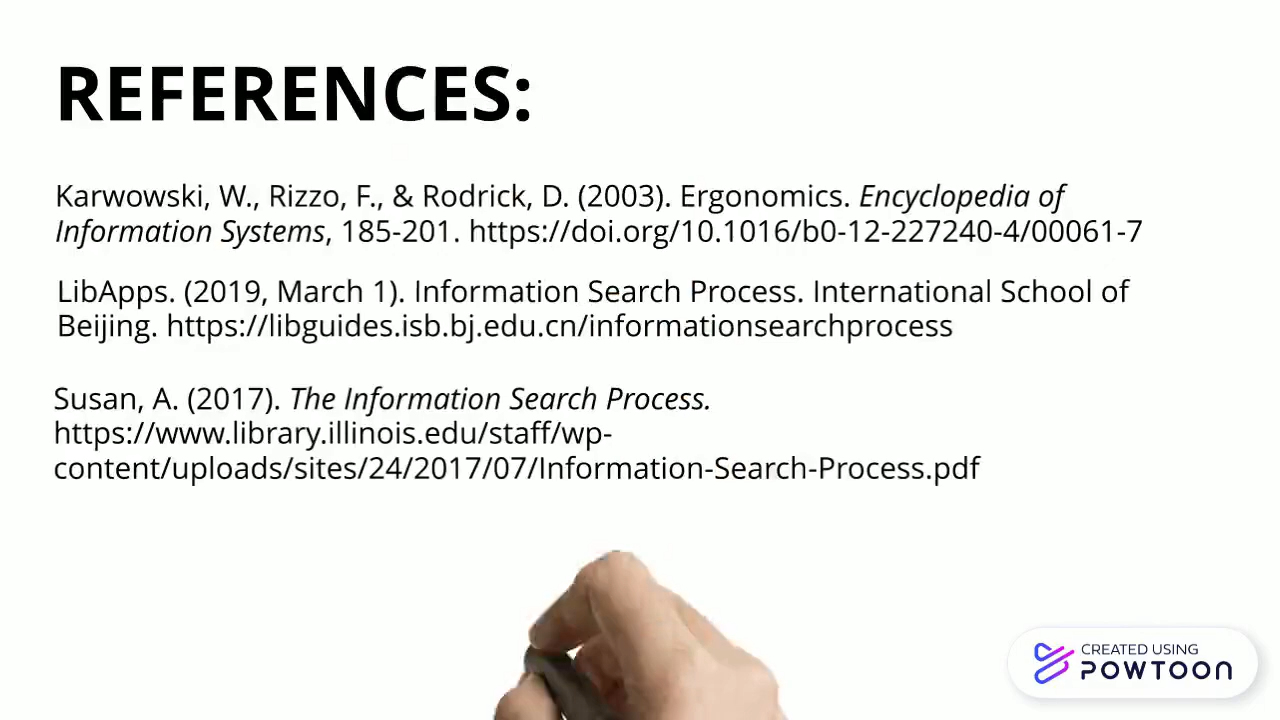 REFERENCES:
Karwowski, W., Rizzo, F., & Rodrick, D. (2003). Ergonomics. Encyclopedia of
Information Systems, 185-201. https://doi.org/10.1016/b0-12-227240-4/00061-7
LibApps. (2019, March 1). Information Search Process. International School of
Beijing. https://libguides.isb.bj.edu.cn/informationsearchprocess
Susan, A. (2017). The Information Search Process.
https://www.library.illinois.edu/staff/wp-
content/uploads/sites/24/2017/07/Information-Search-Process.pdf
CREATED USING
POWTOON